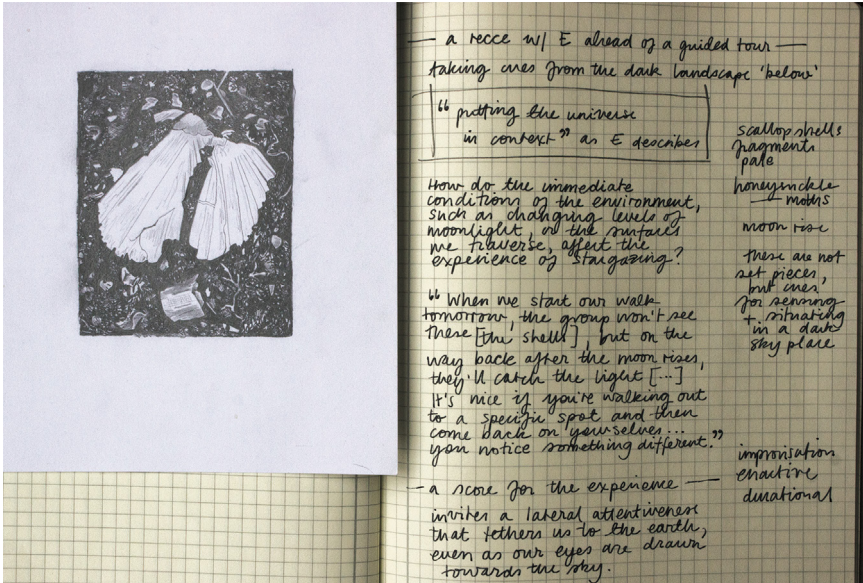 — a recce w/ E ahead of a guided tour —
taking cues from the dark landscape 'below'
"putting the universe
in context" as E describes
How do the immediate
conditions of the environment,
such as changing levels of
moonlight, or the surfaces
we traverse, affect the
experience of stargazing?
"When we start our walk
tomorrow, the group won't see
these [the shells], but on the
way back after the moon rises,
they'll catch the light [...]
It's nice if you're walking out
to a specific spot and then
come back on yourselves...
you notice something different."
— a score for the experience —
invites a lateral attentiveness
that tethers us to the earth,
even as our eyes are drawn
towards the sky.
scallop shells
fragments
pale
honeysuckle
— moths
moon rise
these are not
set pieces,
but cues,
for sensing
+ situating
in a dark
sky place
improvisation
enactive
durational